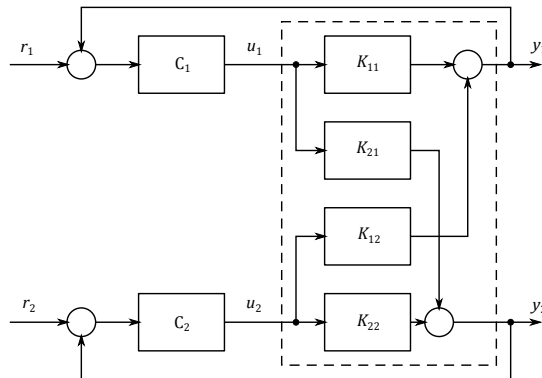 r₁
C₁
u₁
K₁₁
y
K₂₁
K₁₂
r₂
C₂
u₂
K₂₂
y